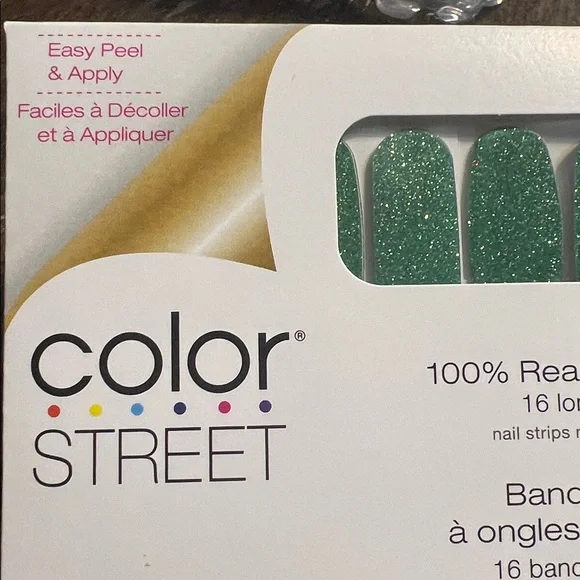 Easy Peel
& Apply
Faciles à Décoller
et à Appliquer
color®
STREET
100%
16
nail strips
à ongles
16